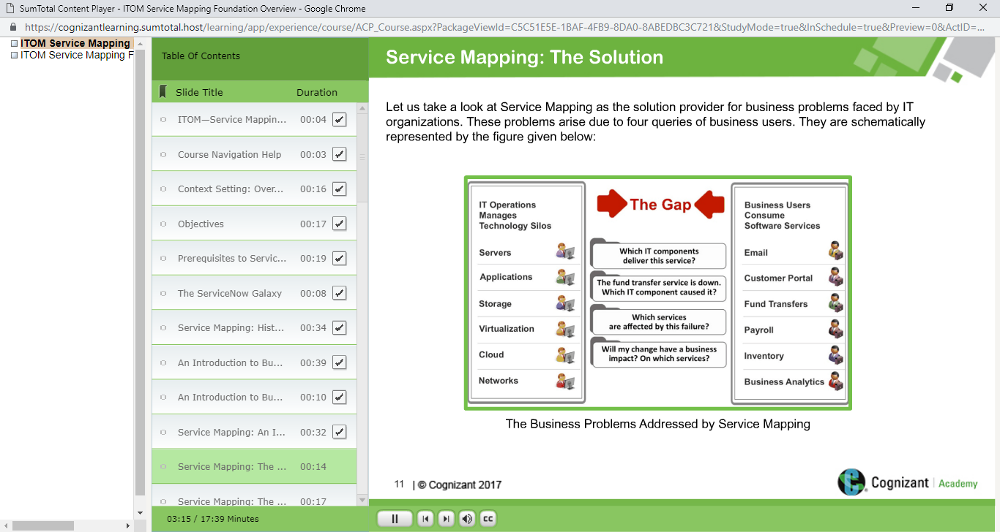 SumTotal Content Player - ITOM Service Mapping Foundation Overview - Google Chrome
https://cognizantlearning.sumtotal.host/learning/app/experience/course/ACP_Course.aspx?PackageViewId=C5C51E5E-1BAF-4FB9-8DA0-8ABEDBC3C721&StudyMode=true&InSchedule=true&Preview=0&ActID=...
ITOM Service Mapping
ITOM Service Mapping F
Table Of Contents
Slide Title Duration
ITOM—Service Mappin... 00:04
Course Navigation Help 00:03
Context Setting: Over... 00:16
Objectives 00:17
Prerequisites to Servic... 00:19
The ServiceNow Galaxy 00:08
Service Mapping: Hist... 00:34
An Introduction to Bu... 00:39
An Introduction to Bu... 00:10
Service Mapping: An I... 00:32
Service Mapping: The ... 00:14
Service Mapping: The ... 00:17
03:15 / 17:39 Minutes
Service Mapping: The Solution
Let us take a look at Service Mapping as the solution provider for business problems faced by IT
organizations. These problems arise due to four queries of business users. They are schematically
represented by the figure given below:
IT Operations
Manages
Technology Silos
Servers
Applications
Storage
Virtualization
Cloud
Networks
The Gap
Which IT components
deliver this service?
The fund transfer service is down.
Which IT component caused it?
Which services
are affected by this failure?
Will my change have a business
impact? On which services?
Business Users
Consume
Software Services
Email
Customer Portal
Fund Transfers
Payroll
Inventory
Business Analytics
The Business Problems Addressed by Service Mapping
11 | © Cognizant 2017
Cognizant | Academy
CC